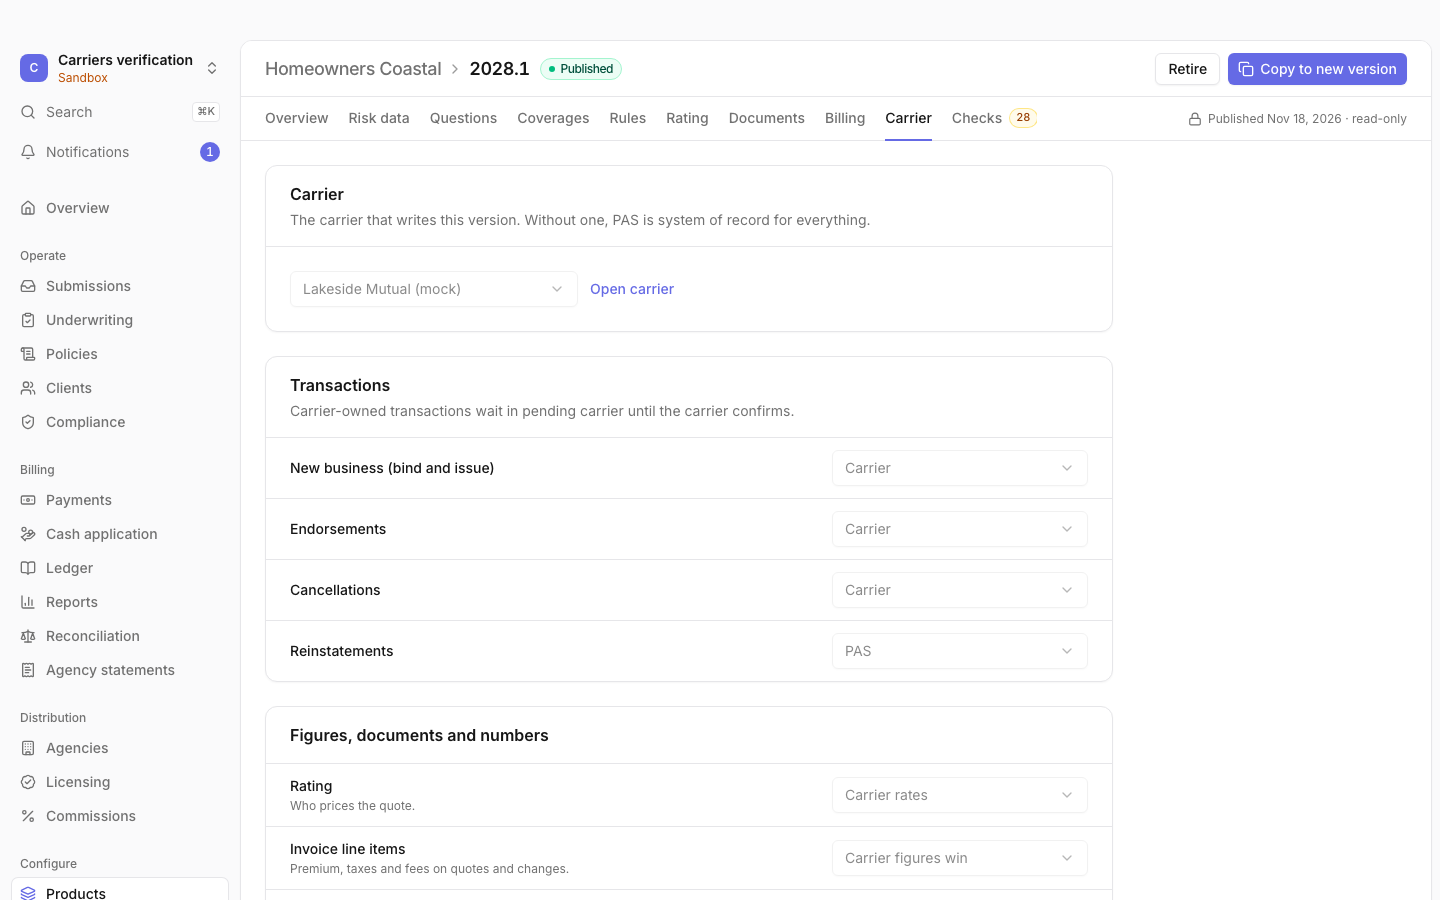 C
Carriers verification
Sandbox
Search
⌘K
Notifications
1
Overview
Operate
Submissions
Underwriting
Policies
Clients
Compliance
Billing
Payments
Cash application
Ledger
Reports
Reconciliation
Agency statements
Distribution
Agencies
Licensing
Commissions
Configure
Products
Homeowners Coastal
2028.1
Published
Retire
Copy to new version
Overview
Risk data
Questions
Coverages
Rules
Rating
Documents
Billing
Carrier
Checks
28
Published Nov 18, 2026 · read-only
Carrier
The carrier that writes this version. Without one, PAS is system of record for everything.
Lakeside Mutual (mock)
Open carrier
Transactions
Carrier-owned transactions wait in pending carrier until the carrier confirms.
New business (bind and issue)
Carrier
Endorsements
Carrier
Cancellations
Carrier
Reinstatements
PAS
Figures, documents and numbers
Rating
Who prices the quote.
Carrier rates
Invoice line items
Premium, taxes and fees on quotes and changes.
Carrier figures win